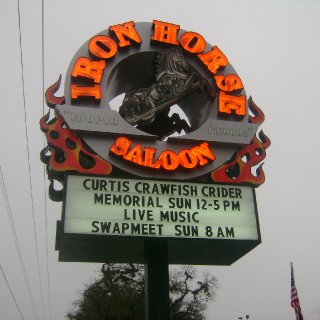 IRON HORSE
"World Famous"
SALOON
CURTIS CRAWFISH CRIDER
MEMORIAL SUN 12-5 PM
LIVE MUSIC
SWAPMEET SUN 8 AM